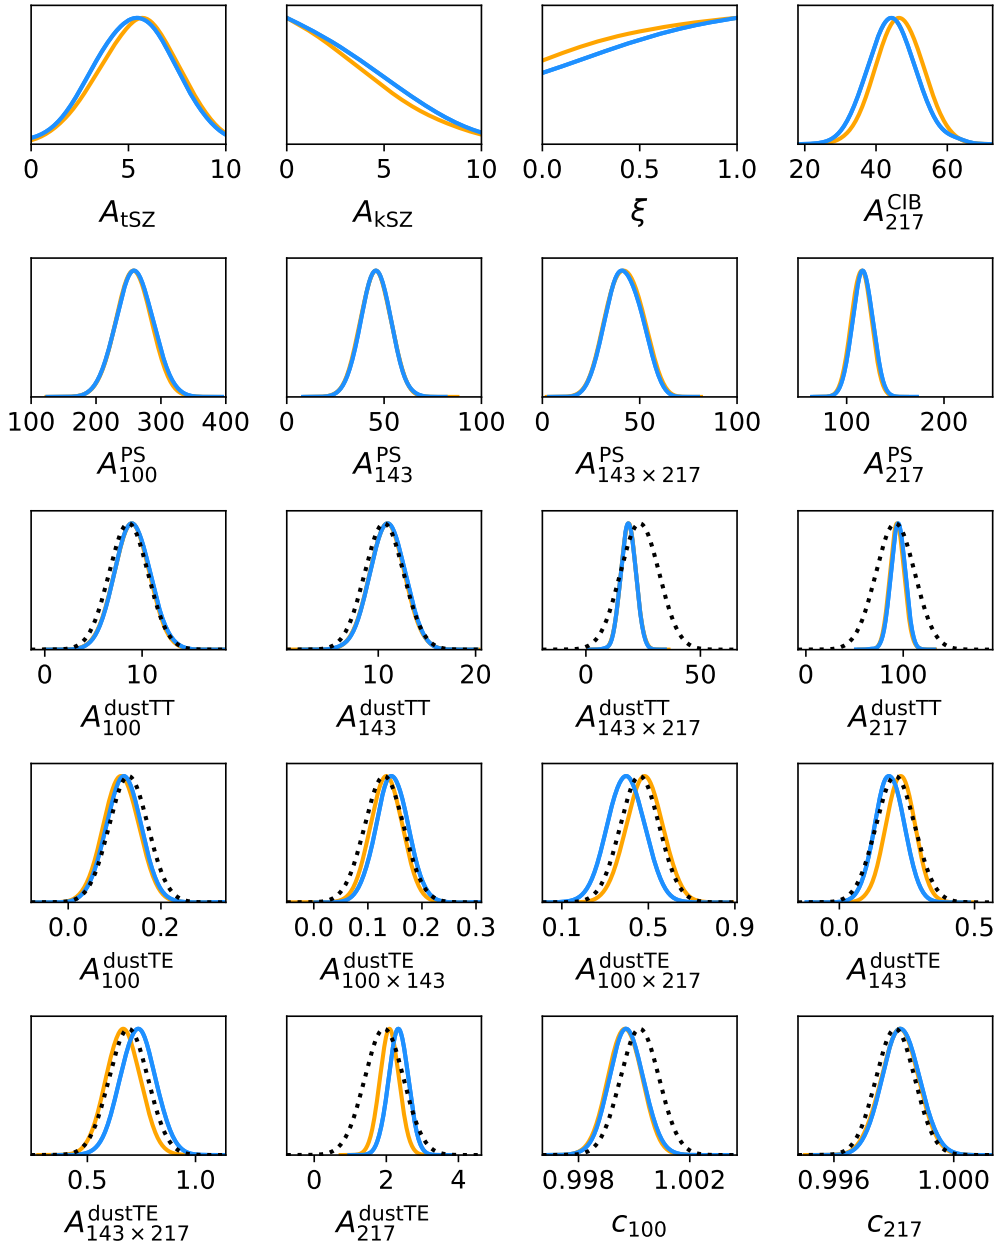 0 5 10 0 5 10 0.0 0.5 1.0 20 40 60
A_tSZ A_kSZ ξ A^CIB_217
100 200 300 400 0 50 100 0 50 100 100 200
A^PS_100 A^PS_143 A^PS_143 × 217 A^PS_217
0 10 10 20 0 50 0 100
A^dustTT_100 A^dustTT_143 A^dustTT_143 × 217 A^dustTT_217
0.0 0.2 0.0 0.1 0.2 0.3 0.1 0.5 0.9 0.0 0.5
A^dustTE_100 A^dustTE_100 × 143 A^dustTE_100 × 217 A^dustTE_143
0.5 1.0 0 2 4 0.998 1.002 0.996 1.000
A^dustTE_143 × 217 A^dustTE_217 c_100 c_217